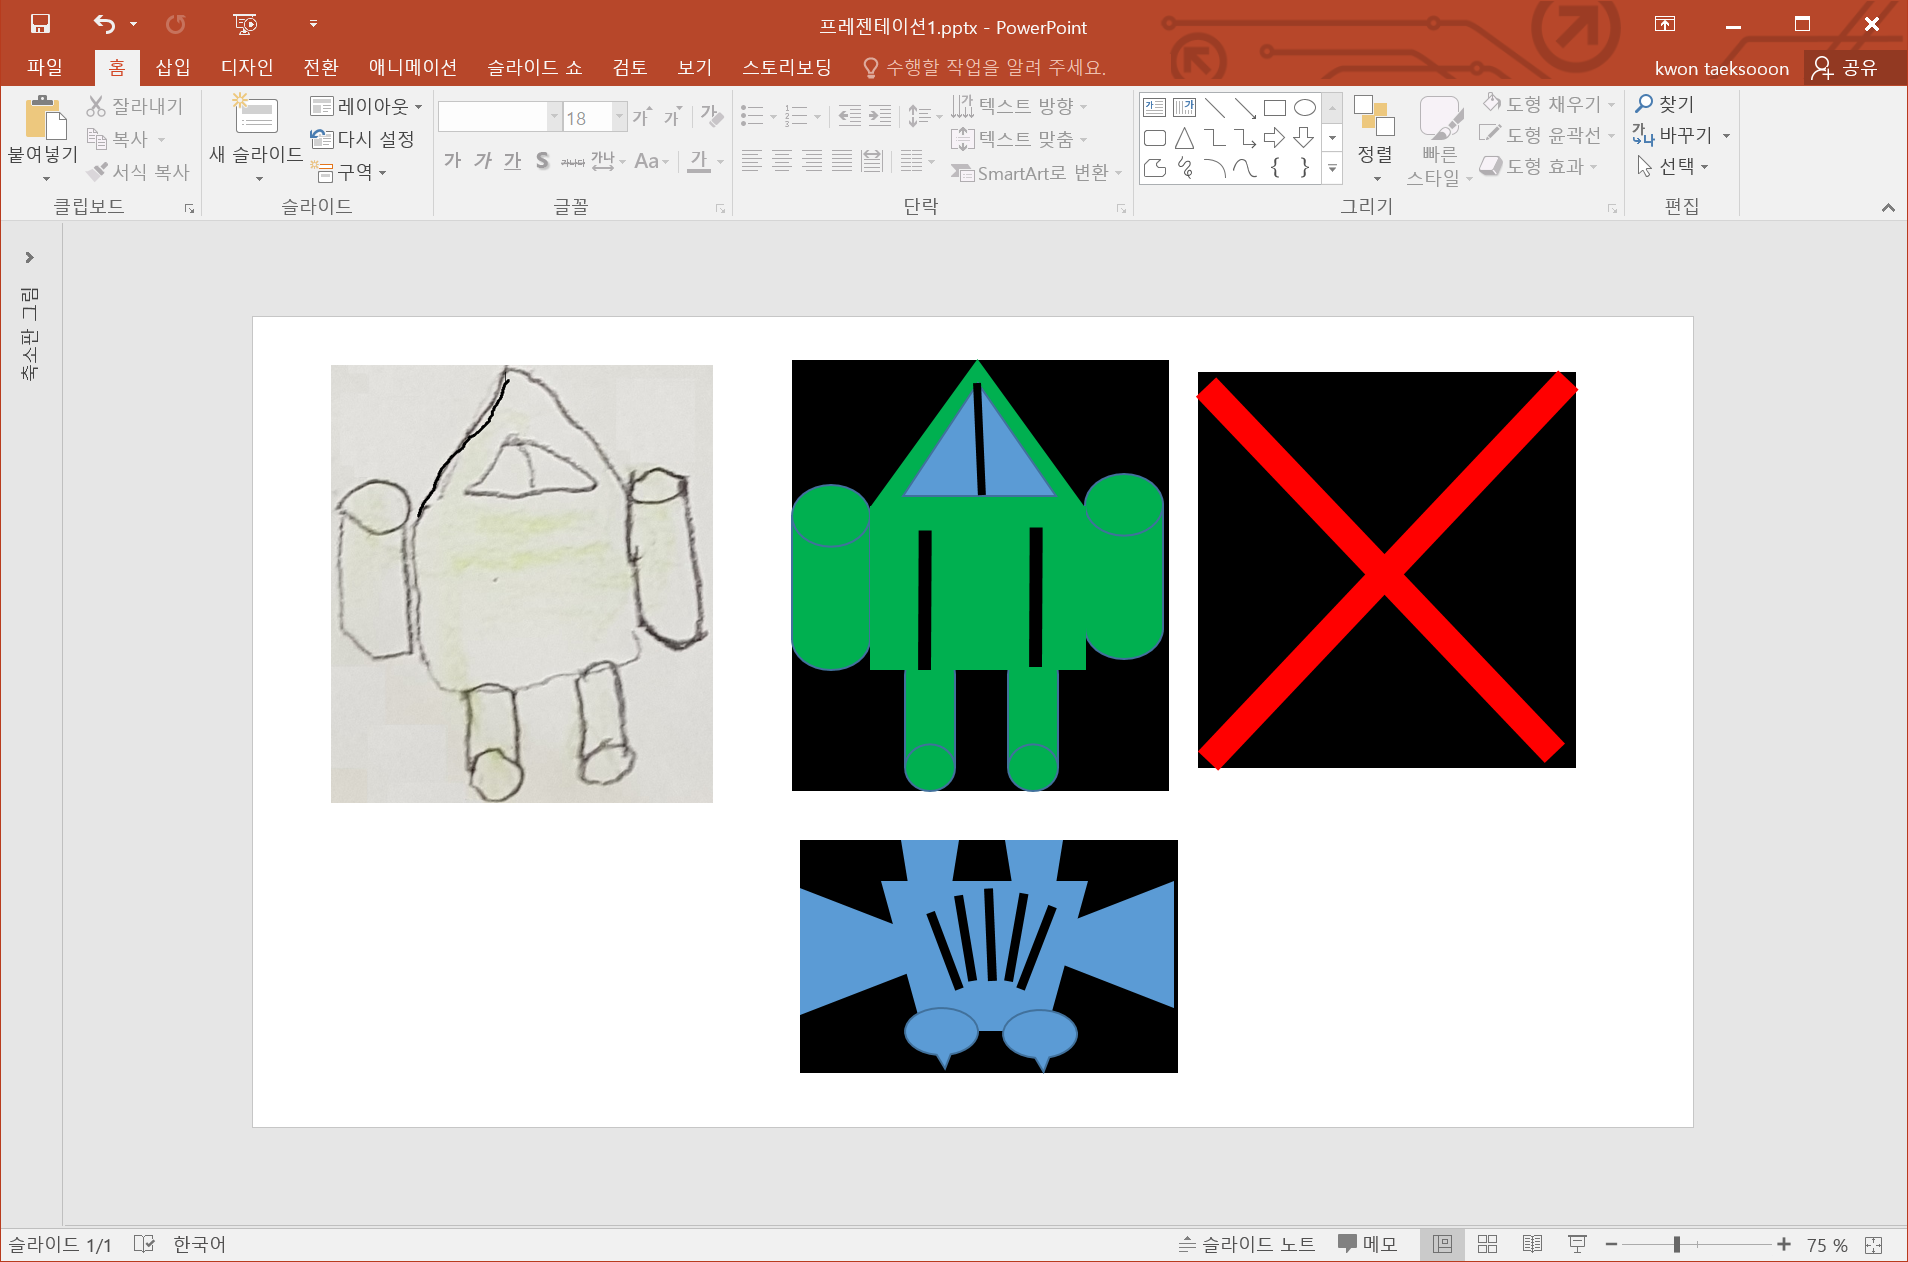 프레젠테이션1.pptx - PowerPoint
파일 홈 삽입 디자인 전환 애니메이션 슬라이드 쇼 검토 보기 스토리보딩 수행할 작업을 알려 주세요. kwon taeksooon 공유
붙여넣기
잘라내기
복사
서식 복사
클립보드
새 슬라이드
레이아웃
다시 설정
구역
슬라이드
18
가 가 가
가 가 가 S 가나다 가나 Aa 가
글꼴
텍스트 방향
텍스트 맞춤
SmartArt로 변환
단락
정렬
빠른
스타일
도형 채우기
도형 윤곽선
도형 효과
그리기
찾기
바꾸기
선택
편집
축소판 그림
슬라이드 1/1 한국어 슬라이드 노트 메모 75 %